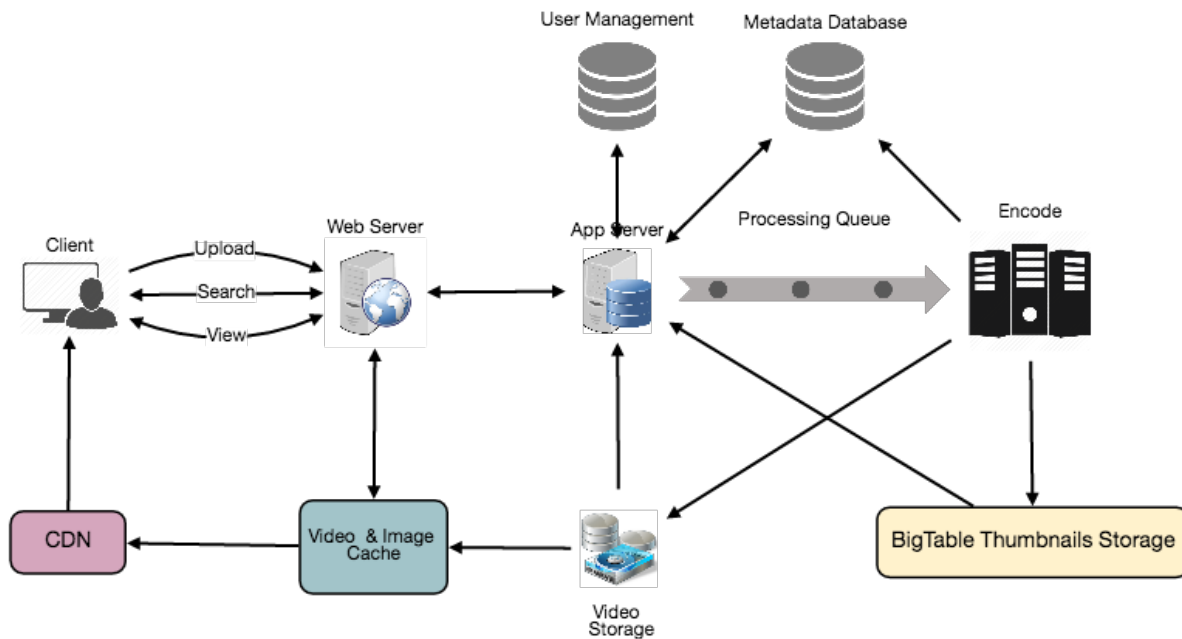 User Management
Metadata Database
Processing Queue
Encode
Web Server
App Server
Client
Upload
Search
View
CDN
Video & Image
Cache
BigTable Thumbnails Storage
Video
Storage